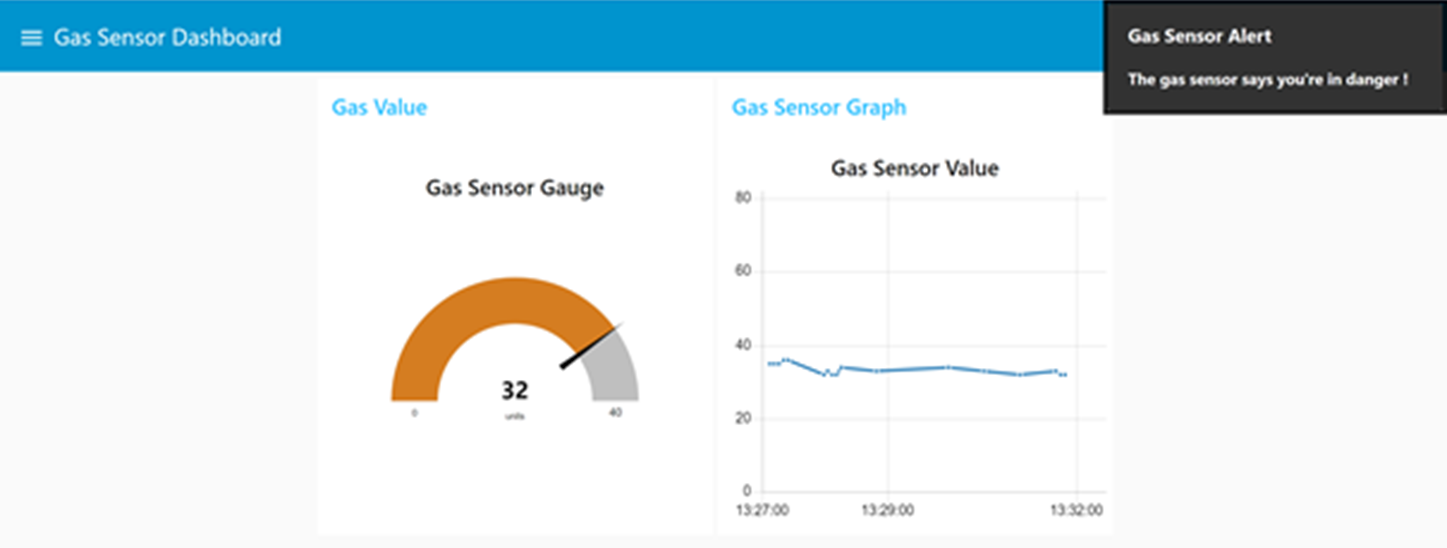 Gas Sensor Dashboard
Gas Sensor Alert
The gas sensor says you're in danger !
Gas Value
Gas Sensor Gauge
32
units
0
40
Gas Sensor Graph
Gas Sensor Value
80
60
40
20
0
13:27:00
13:29:00
13:32:00